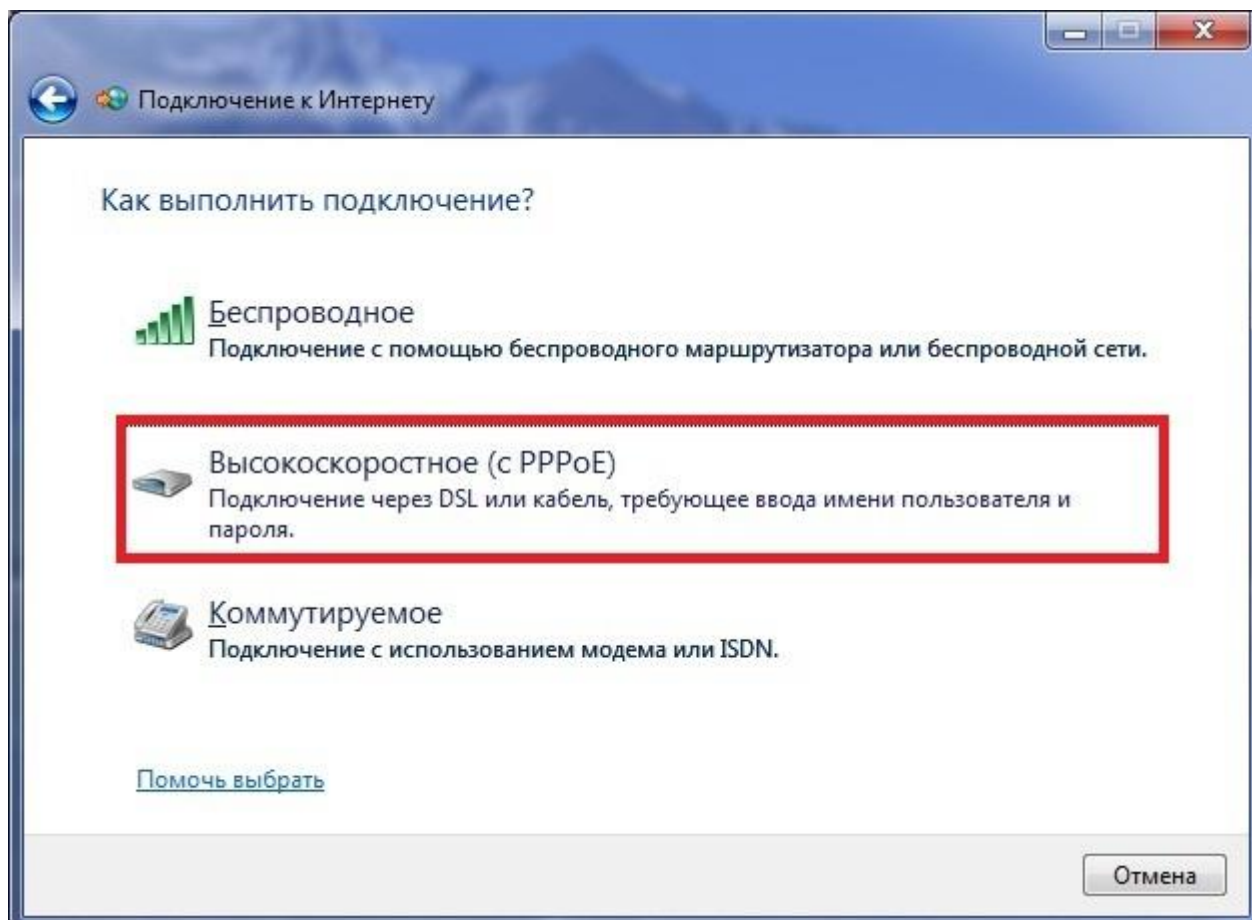 Подключение к Интернету
Как выполнить подключение?
Беспроводное
Подключение с помощью беспроводного маршрутизатора или беспроводной сети.
Высокоскоростное (с PPPoE)
Подключение через DSL или кабель, требующее ввода имени пользователя и
пароля.
Коммутируемое
Подключение с использованием модема или ISDN.
Помочь выбрать
Отмена